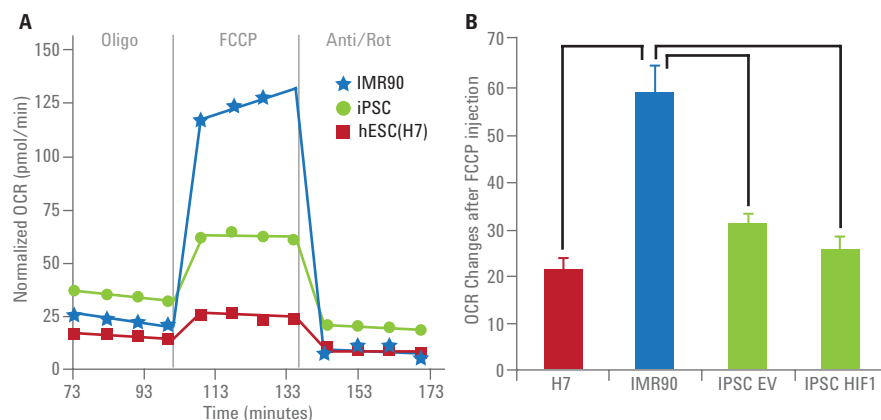 A
Oligo FCCP Anti/Rot
Normalized OCR (pmol/min)
150
125
100
75
50
25
0
IMR90
iPSC
hESC(H7)
73 93 113 133 153 173
Time (minutes)
B
OCR Changes after FCCP injection
70
60
50
40
30
20
10
0
H7 IMR90 IPSC EV IPSC HIF1